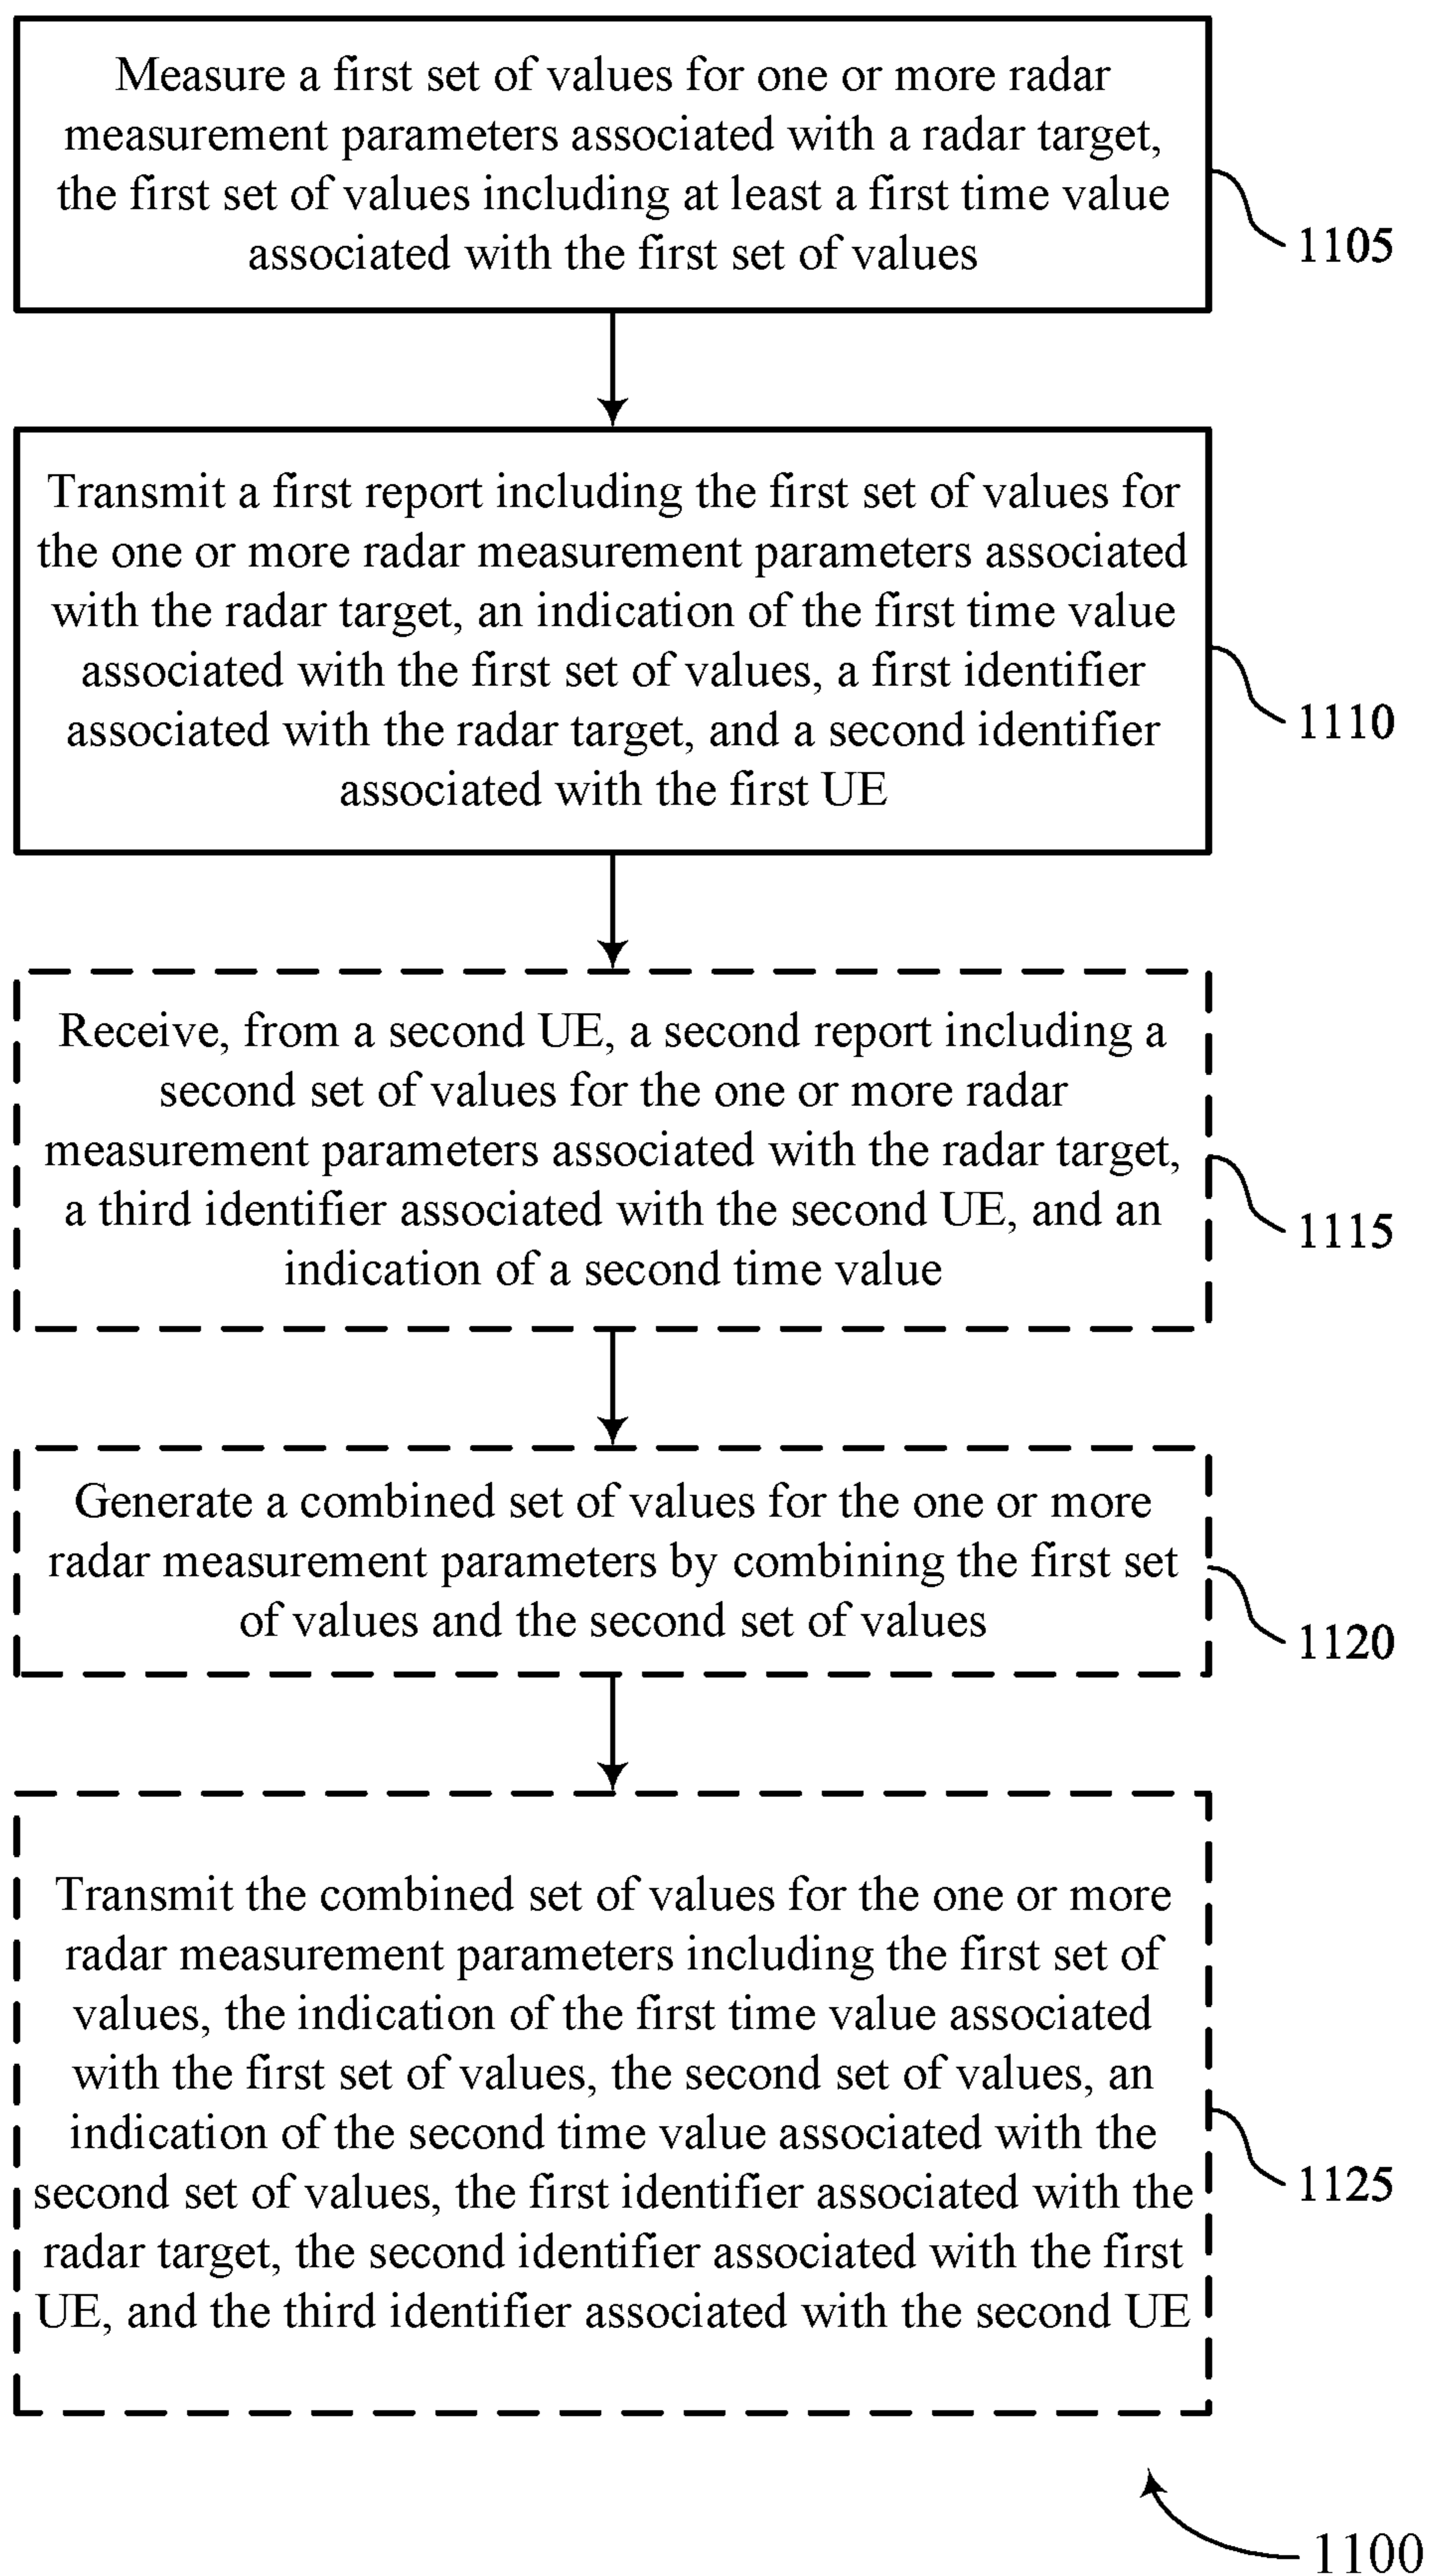 Measure a first set of values for one or more radar
measurement parameters associated with a radar target,
the first set of values including at least a first time value
associated with the first set of values
1105
Transmit a first report including the first set of values for
the one or more radar measurement parameters associated
with the radar target, an indication of the first time value
associated with the first set of values, a first identifier
associated with the radar target, and a second identifier
associated with the first UE
1110
Receive, from a second UE, a second report including a
second set of values for the one or more radar
measurement parameters associated with the radar target,
a third identifier associated with the second UE, and an
indication of a second time value
1115
Generate a combined set of values for the one or more
radar measurement parameters by combining the first set
of values and the second set of values
1120
Transmit the combined set of values for the one or more
radar measurement parameters including the first set of
values, the indication of the first time value associated
with the first set of values, the second set of values, an
indication of the second time value associated with the
second set of values, the first identifier associated with the
radar target, the second identifier associated with the first
UE, and the third identifier associated with the second UE
1125
1100